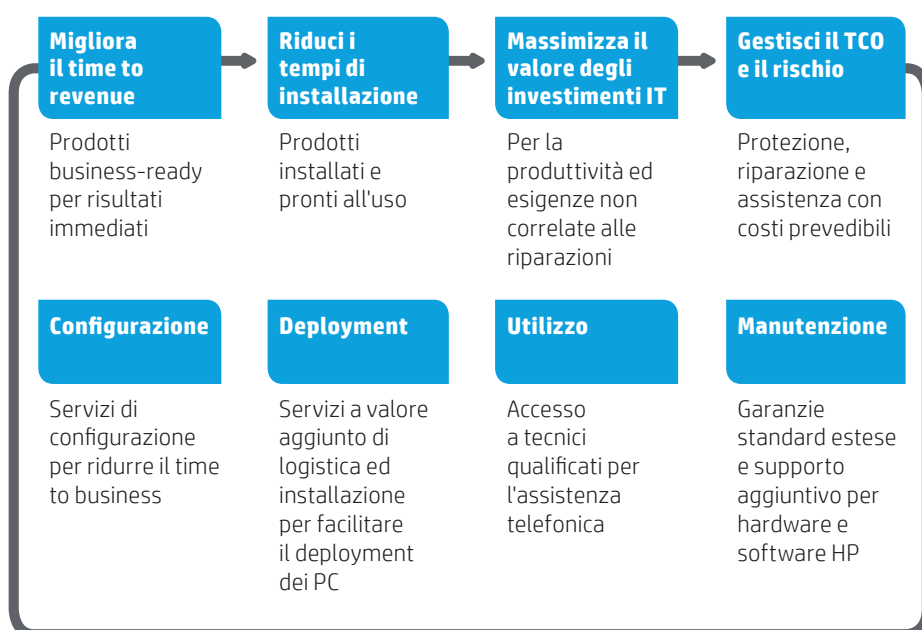 Migliora
il time to
revenue
Prodotti
business-ready
per risultati
immediati
Riduci i
tempi di
installazione
Prodotti
installati e
pronti all'uso
Massimizza il
valore degli
investimenti IT
Per la
produttività ed
esigenze non
correlate alle
riparazioni
Gestisci il TCO
e il rischio
Protezione,
riparazione e
assistenza con
costi prevedibili
Configurazione
Servizi di
configurazione
per ridurre il time
to business
Deployment
Servizi a valore
aggiunto di
logistica ed
installazione
per facilitare
il deployment
dei PC
Utilizzo
Accesso
a tecnici
qualificati per
l'assistenza
telefonica
Manutenzione
Garanzie
standard estese
e supporto
aggiuntivo per
hardware e
software HP